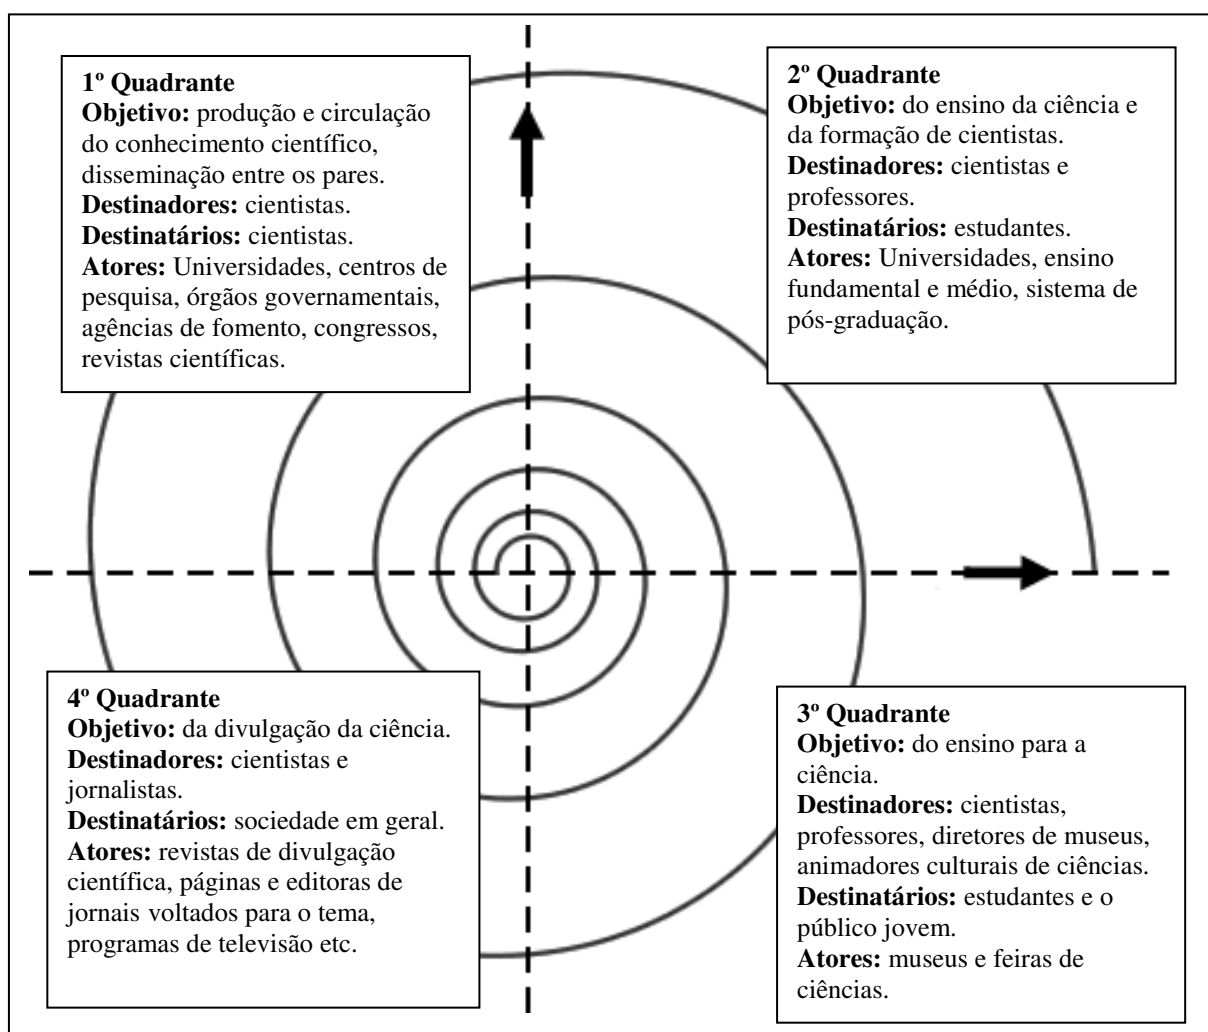 1º Quadrante
Objetivo: produção e circulação
do conhecimento científico,
disseminação entre os pares.
Destinadores: cientistas.
Destinatários: cientistas.
Atores: Universidades, centros de
pesquisa, órgãos governamentais,
agências de fomento, congressos,
revistas científicas.
2º Quadrante
Objetivo: do ensino da ciência e
da formação de cientistas.
Destinadores: cientistas e
professores.
Destinatários: estudantes.
Atores: Universidades, ensino
fundamental e médio, sistema de
pós-graduação.
4º Quadrante
Objetivo: da divulgação da ciência.
Destinadores: cientistas e
jornalistas.
Destinatários: sociedade em geral.
Atores: revistas de divulgação
científica, páginas e editoras de
jornais voltados para o tema,
programas de televisão etc.
3º Quadrante
Objetivo: do ensino para a
ciência.
Destinadores: cientistas,
professores, diretores de museus,
animadores culturais de ciências.
Destinatários: estudantes e o
público jovem.
Atores: museus e feiras de
ciências.